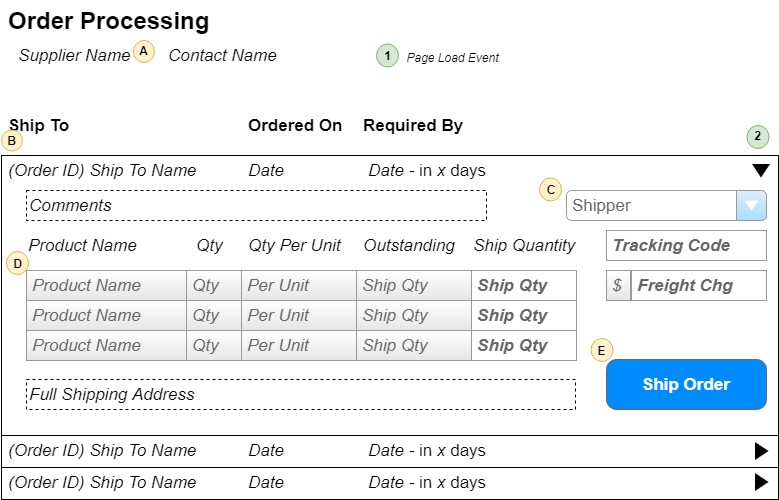 Order Processing
Supplier Name A Contact Name 1 Page Load Event
Ship To Ordered On Required By
B 2
(Order ID) Ship To Name Date Date - in x days
Comments C Shipper
Product Name Qty Qty Per Unit Outstanding Ship Quantity Tracking Code
D
Product Name Qty Per Unit Ship Qty Ship Qty $ Freight Chg
Product Name Qty Per Unit Ship Qty Ship Qty
Product Name Qty Per Unit Ship Qty Ship Qty
E
Full Shipping Address Ship Order
(Order ID) Ship To Name Date Date - in x days
(Order ID) Ship To Name Date Date - in x days